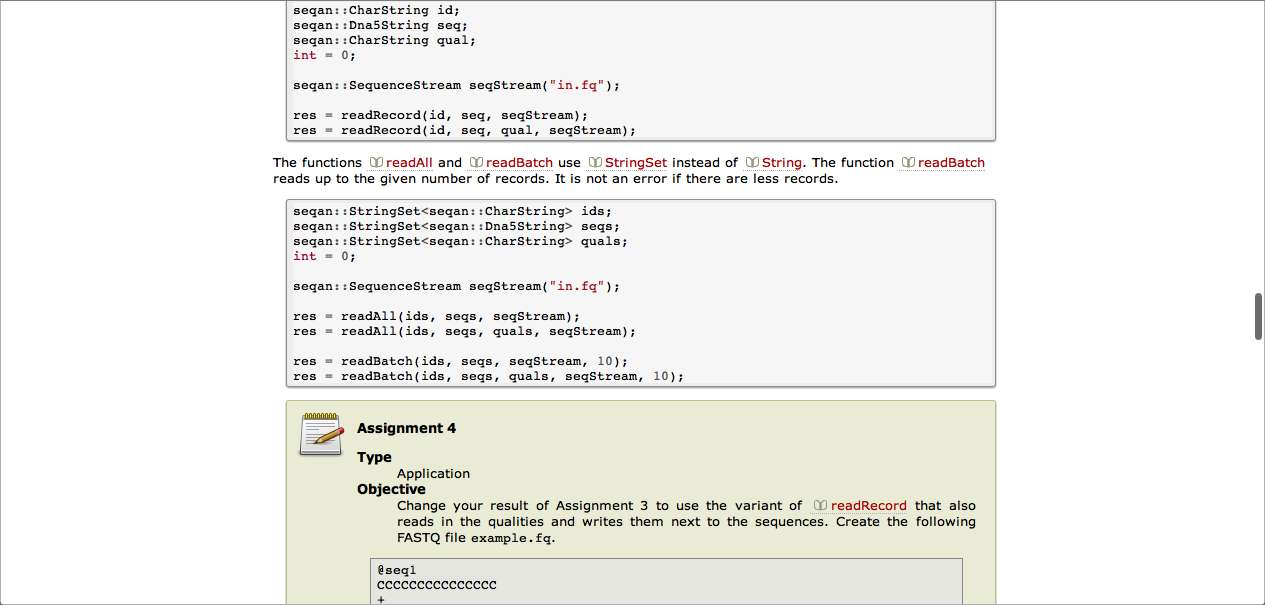 seqan::CharString id;
seqan::Dna5String seq;
seqan::CharString qual;
int = 0;
seqan::SequenceStream seqStream("in.fq");
res = readRecord(id, seq, seqStream);
res = readRecord(id, seq, qual, seqStream);
The functions readAll and readBatch use StringSet instead of String. The function readBatch
reads up to the given number of records. It is not an error if there are less records.
seqan::StringSet<seqan::CharString> ids;
seqan::StringSet<seqan::Dna5String> seqs;
seqan::StringSet<seqan::CharString> quals;
int = 0;
seqan::SequenceStream seqStream("in.fq");
res = readAll(ids, seqs, seqStream);
res = readAll(ids, seqs, quals, seqStream);
res = readBatch(ids, seqs, seqStream, 10);
res = readBatch(ids, seqs, quals, seqStream, 10);
Assignment 4
Type
Application
Objective
Change your result of Assignment 3 to use the variant of readRecord that also
reads in the qualities and writes them next to the sequences. Create the following
FASTQ file example.fq.
@seq1
CCCCCCCCCCCCCCC
+